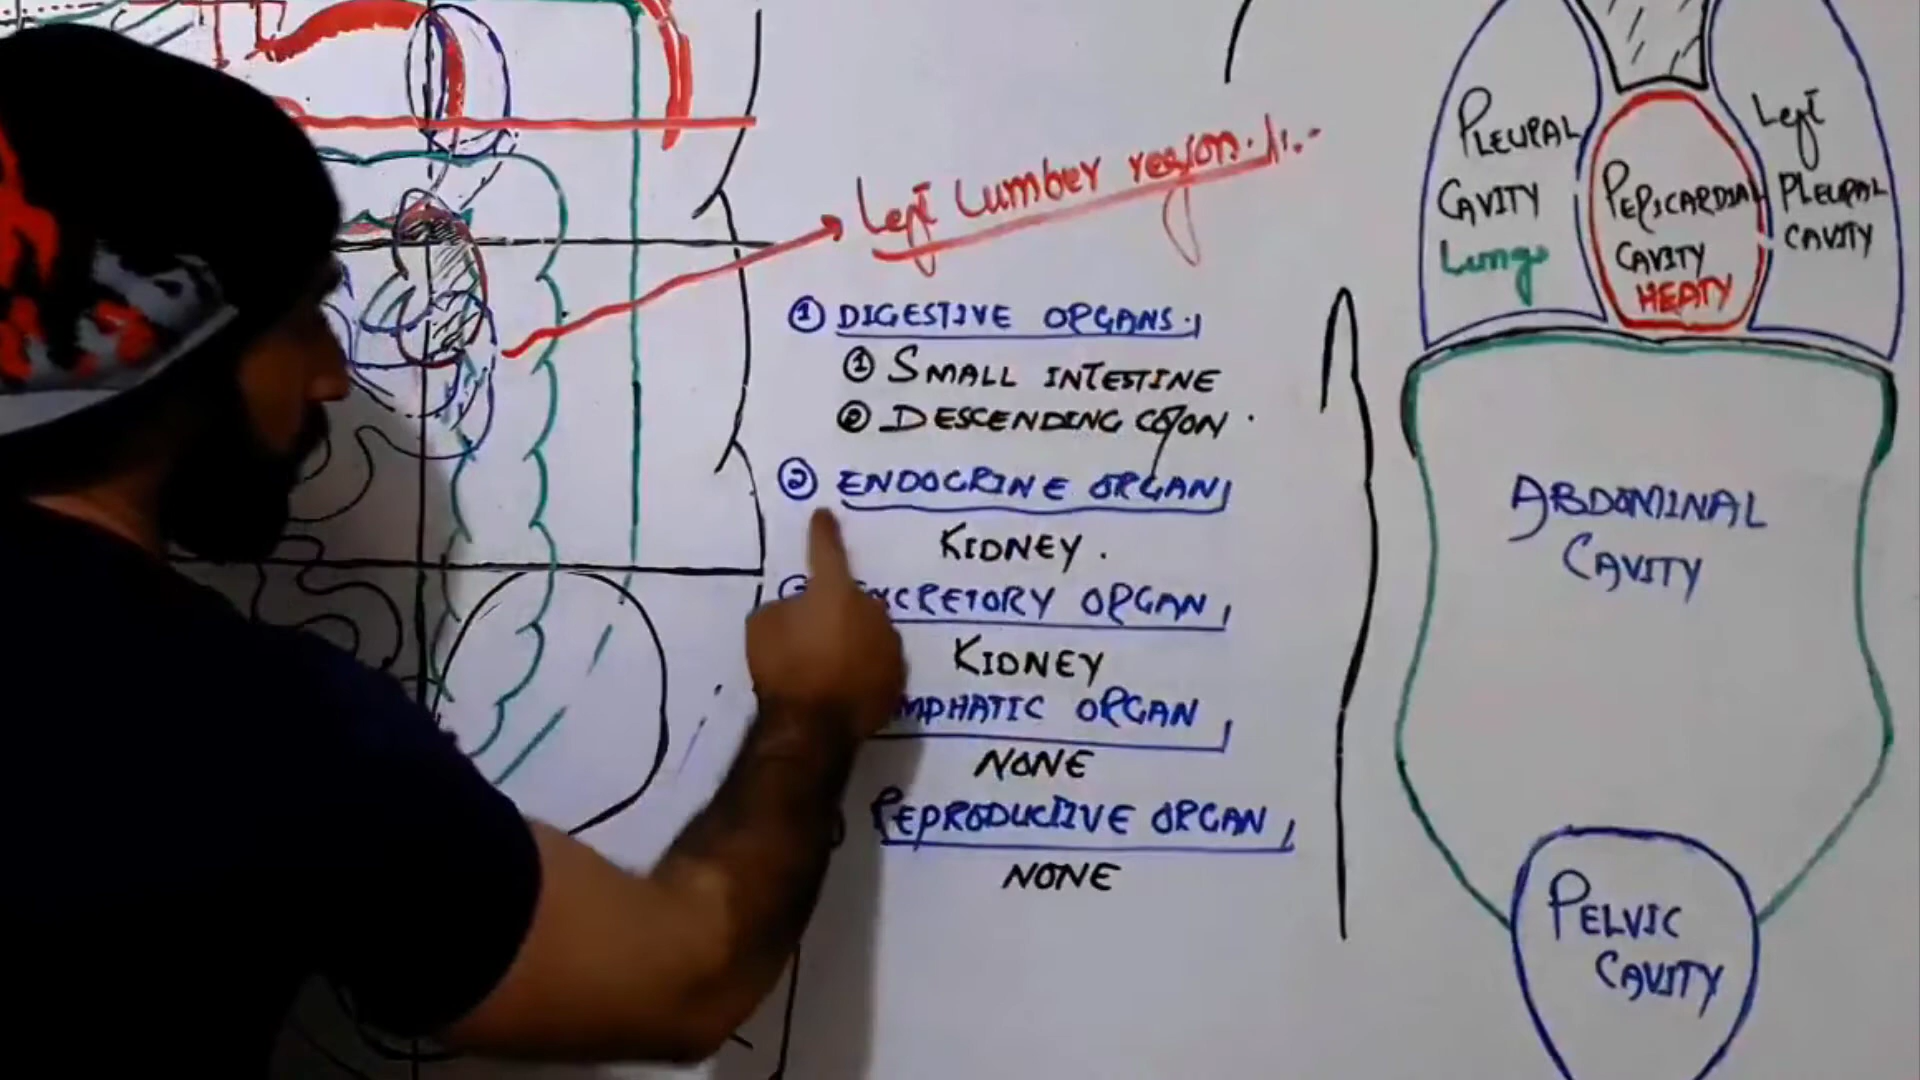 Left Lumber region
① DIGESTIVE ORGANS
① SMALL INTESTINE
② DESCENDING COLON
② ENDOCRINE ORGAN
KIDNEY
EXCRETORY ORGAN
KIDNEY
MPHATIC ORGAN
NONE
REPRODUCTIVE ORGAN
NONE
PLEURAL
CAVITY
Lungs
PERICARDIAL
CAVITY
HEART
Left
PLEURAL
CAVITY
ABDOMINAL
CAVITY
PELVIC
CAVITY